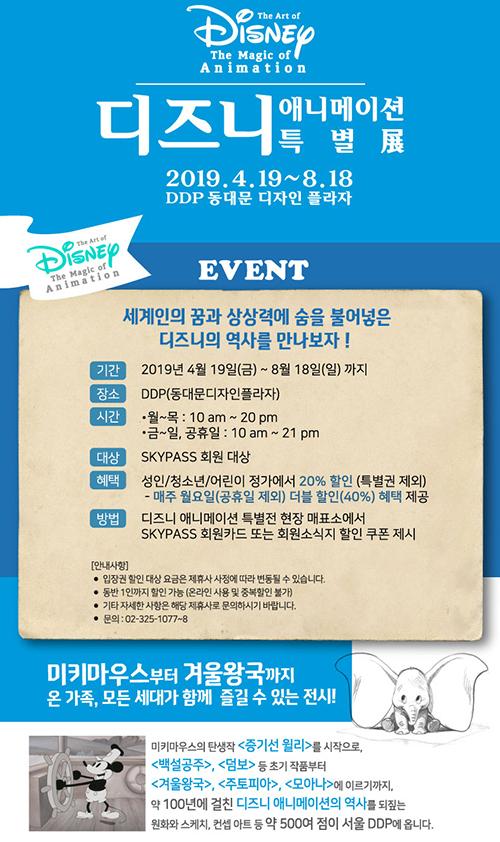 The Art of
Disney
The Magic of
Animation
디즈니 애니메이션
특별展
2019.4.19~8.18
DDP 동대문 디자인 플라자
The Art of
Disney
The Magic of
Animation
EVENT
세계인의 꿈과 상상력에 숨을 불어넣은
디즈니의 역사를 만나보자 !
기간 2019년 4월 19일(금) ~ 8월 18일(일) 까지
장소 DDP(동대문디자인플라자)
시간 •월~목 : 10 am ~ 20 pm
•금~일, 공휴일 : 10 am ~ 21 pm
대상 SKYPASS 회원 대상
혜택 성인/청소년/어린이 정가에서 20% 할인 (특별권 제외)
- 매주 월요일(공휴일 제외) 더블 할인(40%) 혜택 제공
방법 디즈니 애니메이션 특별전 현장 매표소에서
SKYPASS 회원카드 또는 회원소식지 할인 쿠폰 제시
[안내사항]
● 입장권 할인 대상 요금은 제휴사 사정에 따라 변동될 수 있습니다.
● 동반 1인까지 할인 가능 (온라인 사용 및 중복할인 불가)
● 기타 자세한 사항은 해당 제휴사로 문의하시기 바랍니다.
● 문의 : 02-325-1077~8
미키마우스부터 겨울왕국까지
온 가족, 모든 세대가 함께 즐길 수 있는 전시!
미키마우스의 탄생작 <증기선 윌리>를 시작으로,
<백설공주>, <덤보> 등 초기 작품부터
<겨울왕국>, <주토피아>, <모아나>에 이르기까지,
약 100년에 걸친 디즈니 애니메이션의 역사를 되짚는
원화와 스케치, 컨셉 아트 등 약 500여 점이 서울 DDP에 옵니다.